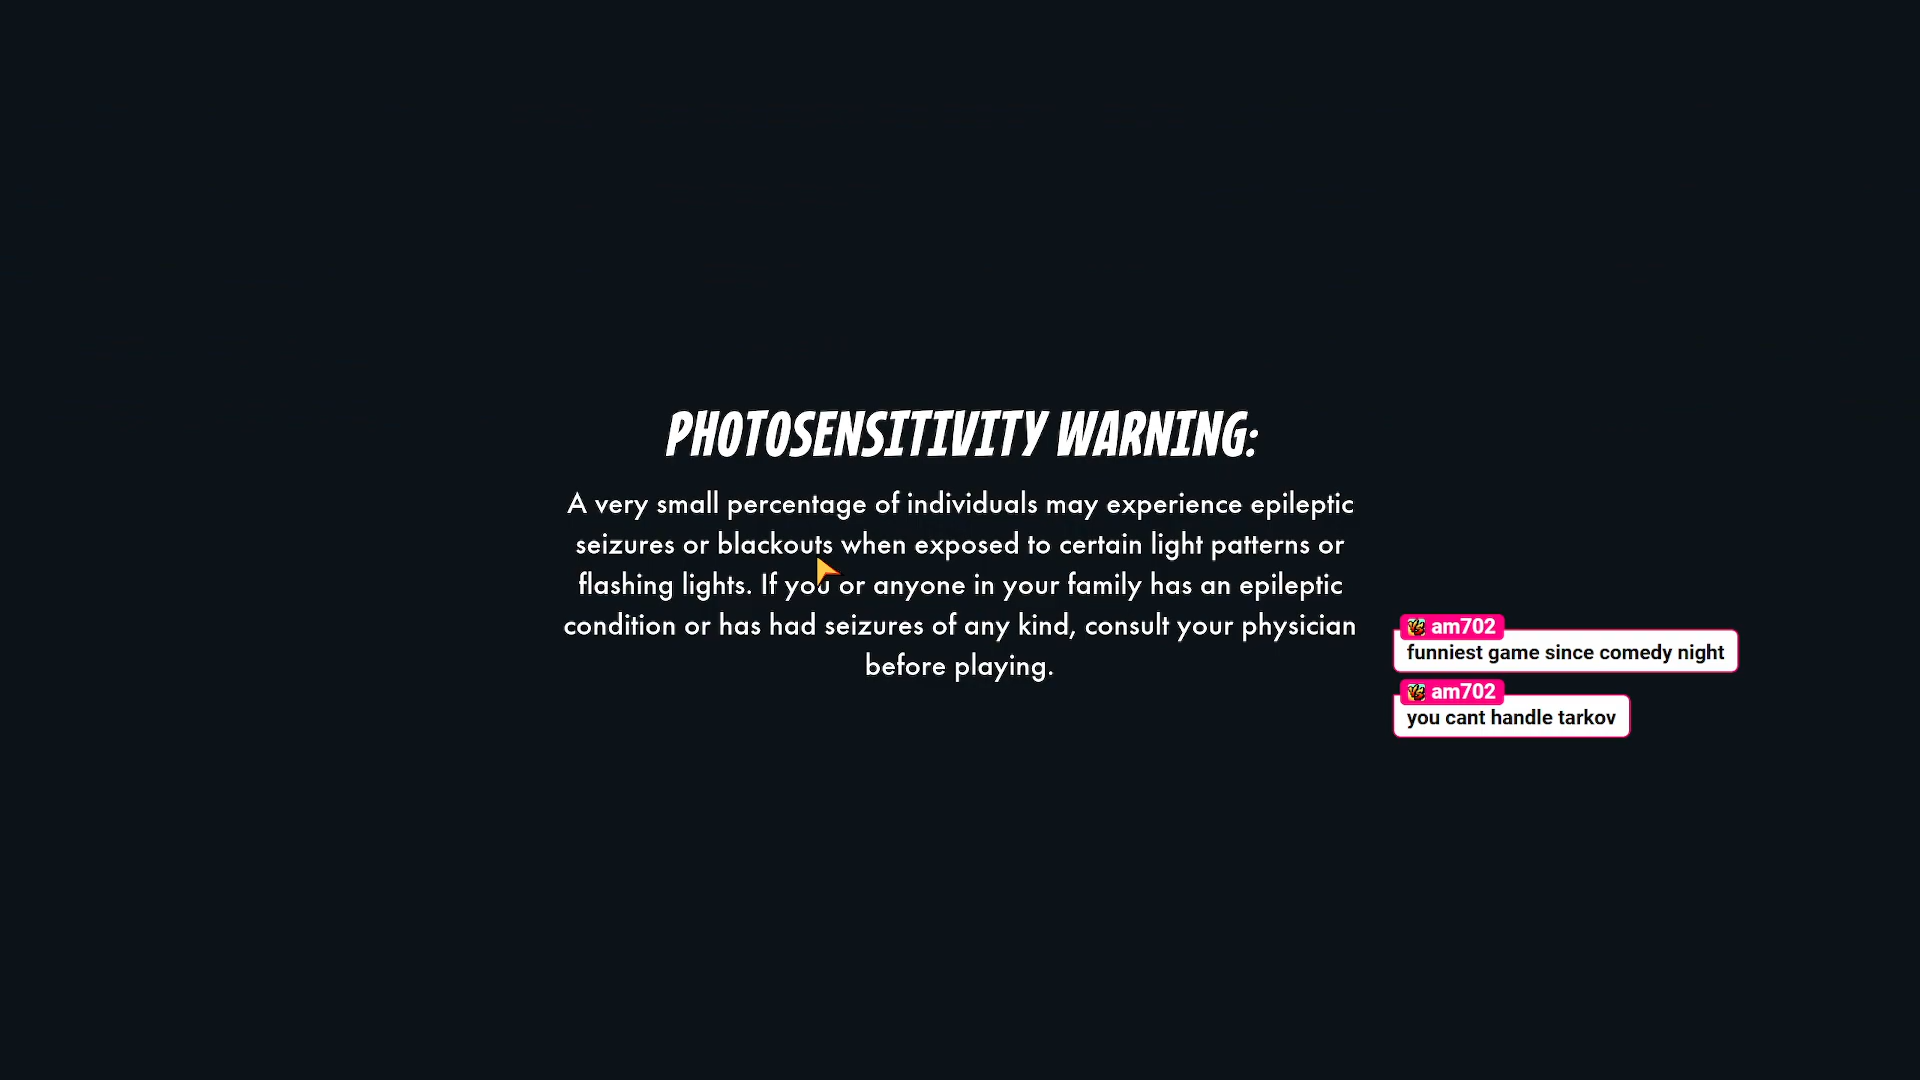 PHOTOSENSITIVITY WARNING:
A very small percentage of individuals may experience epileptic
seizures or blackouts when exposed to certain light patterns or
flashing lights. If you or anyone in your family has an epileptic
condition or has had seizures of any kind, consult your physician
before playing.
am702
funniest game since comedy night
am702
you cant handle tarkov